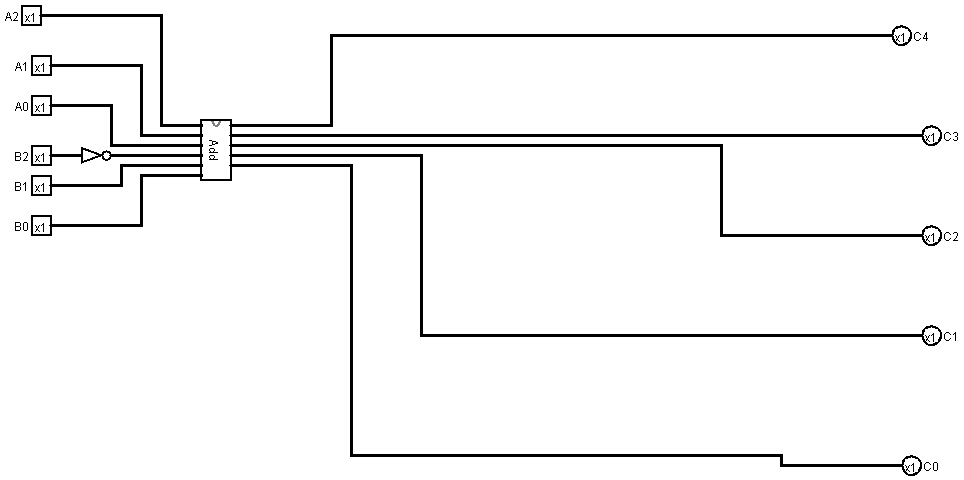 A2 x1
x1 C4
A1 x1
A0 x1
Add
x1 C3
B2 x1
B1 x1
B0 x1
x1 C2
x1 C1
x1 C0